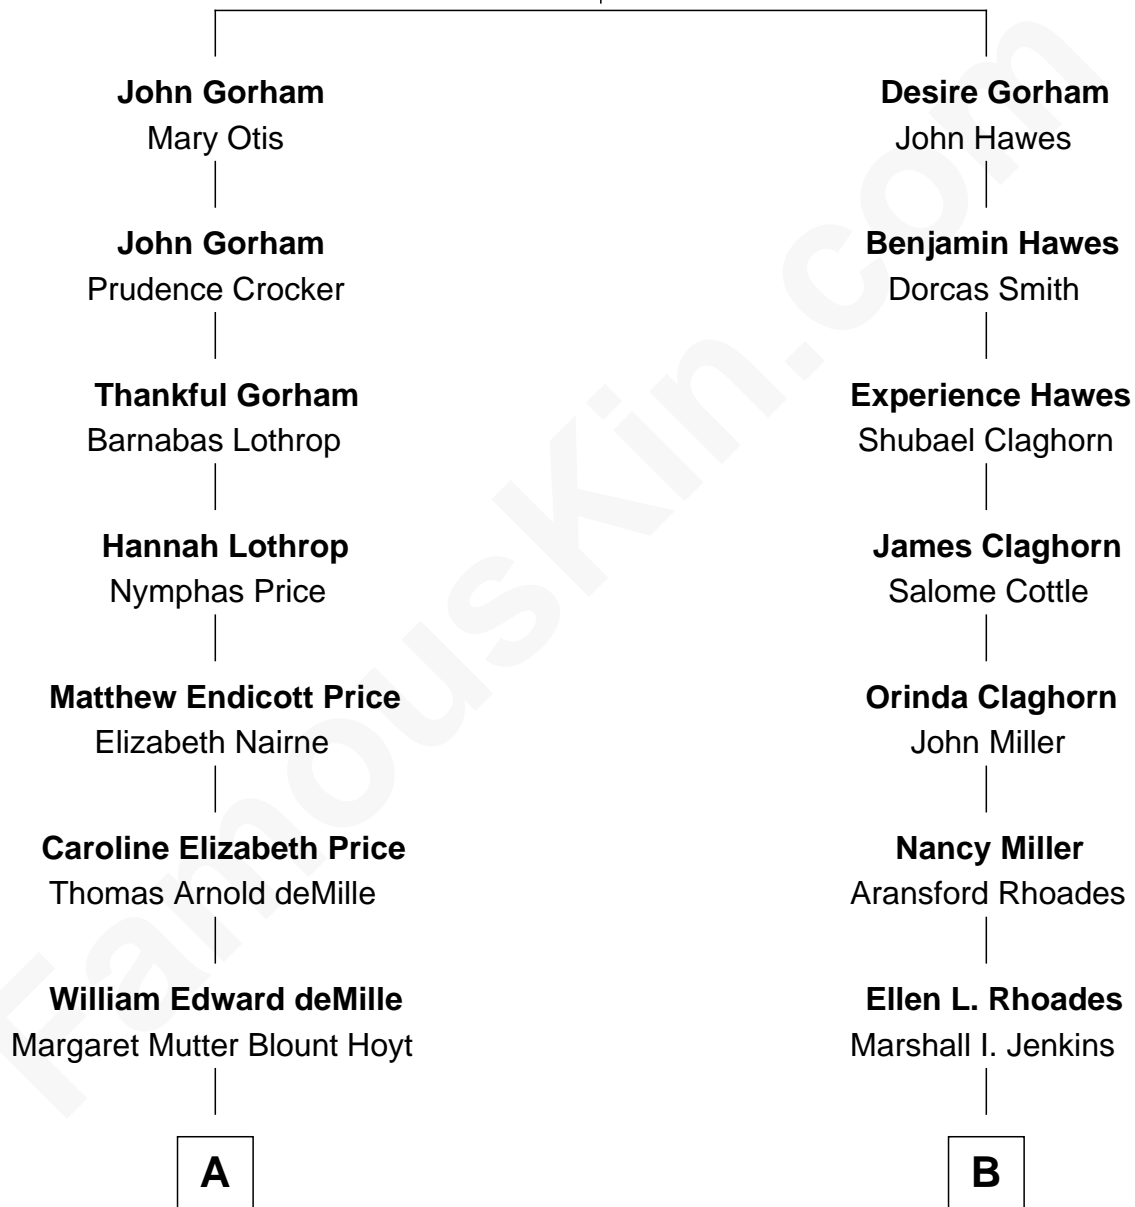 John Gorham
Mary Otis
John Gorham
Prudence Crocker
Thankful Gorham
Barnabas Lothrop
Hannah Lothrop
Nymphas Price
Matthew Endicott Price
Elizabeth Nairne
Caroline Elizabeth Price
Thomas Arnold deMille
William Edward deMille
Margaret Mutter Blount Hoyt
A
Desire Gorham
John Hawes
Benjamin Hawes
Dorcas Smith
Experience Hawes
Shubael Claghorn
James Claghorn
Salome Cottle
Orinda Claghorn
John Miller
Nancy Miller
Aransford Rhoades
Ellen L. Rhoades
Marshall I. Jenkins
B
FamousKin.com